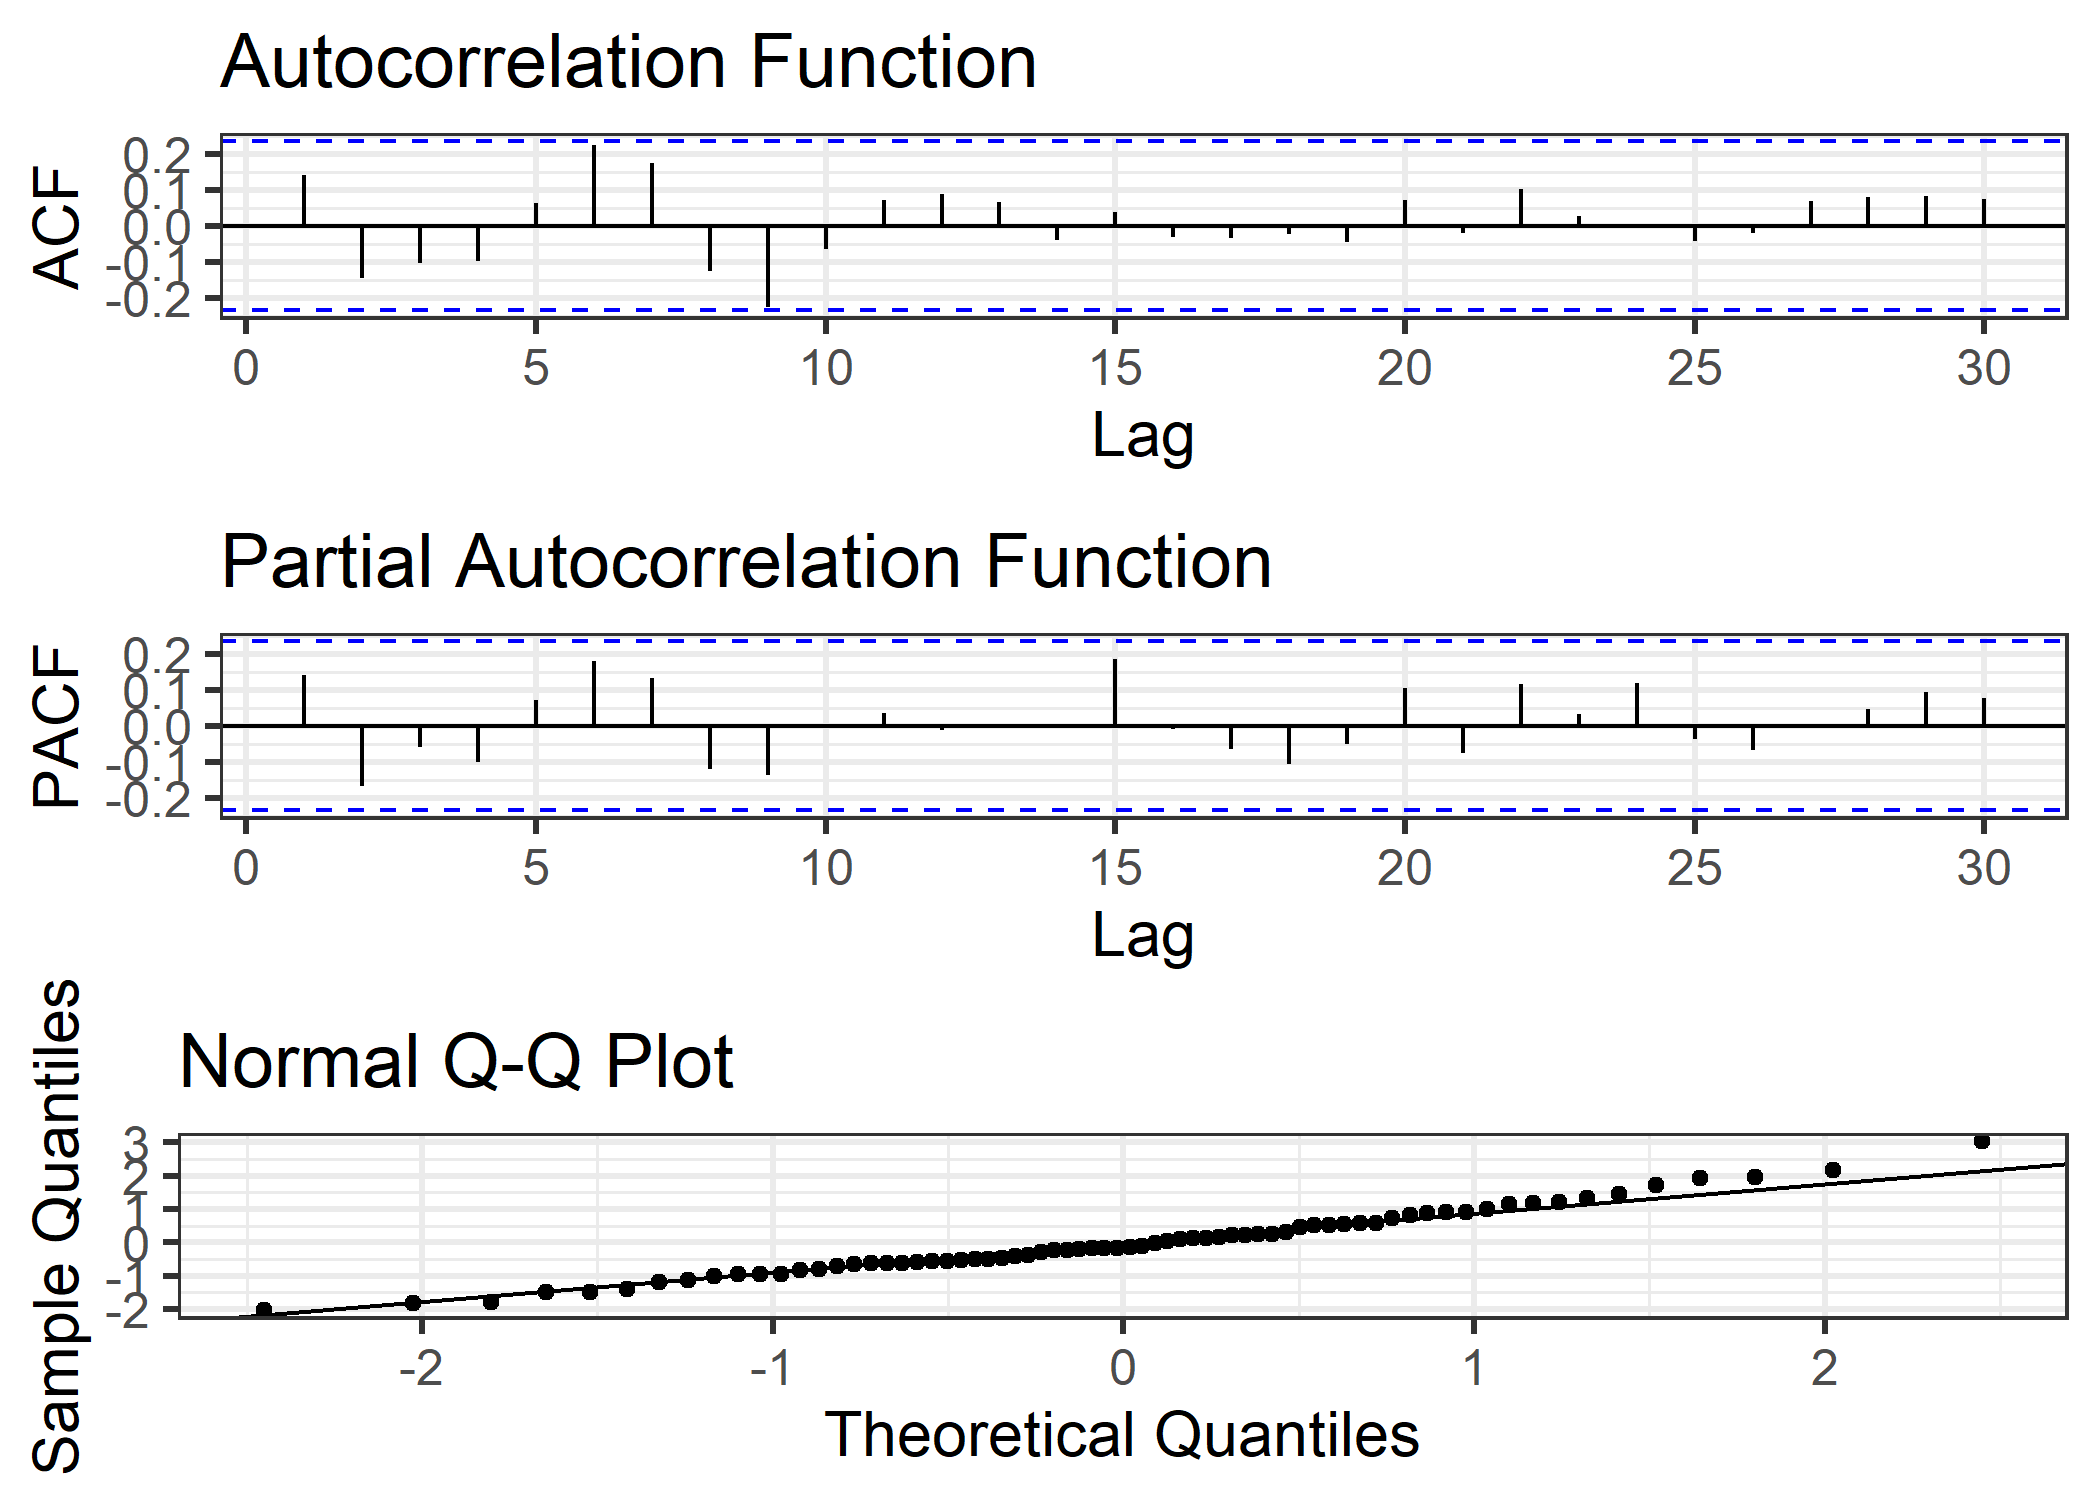 Autocorrelation Function
ACF
0.2
0.1
0.0
-0.1
-0.2
0 5 10 15 20 25 30
Lag
Partial Autocorrelation Function
PACF
0.2
0.1
0.0
-0.1
-0.2
0 5 10 15 20 25 30
Lag
Normal Q-Q Plot
Sample Quantiles
3
2
1
0
-1
-2
-2 -1 0 1 2
Theoretical Quantiles